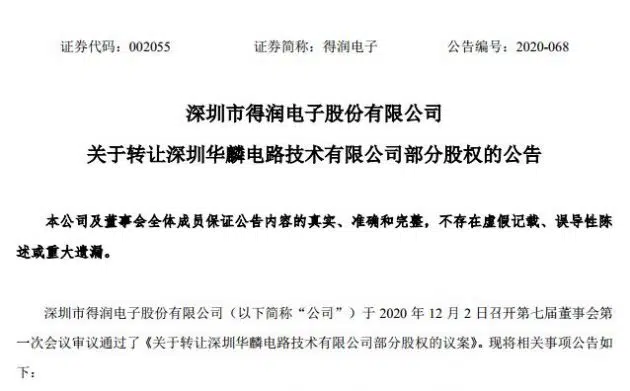 证券代码：002055 证券简称：得润电子 公告编号：2020-068
深圳市得润电子股份有限公司
关于转让深圳华麟电路技术有限公司部分股权的公告
本公司及董事会全体成员保证公告内容的真实、准确和完整，不存在虚假记载、误导性陈
述或重大遗漏。
深圳市得润电子股份有限公司（以下简称“公司”）于 2020 年 12 月 2 日召开第七届董事会第
一次会议审议通过了《关于转让深圳华麟电路技术有限公司部分股权的议案》。现将相关事项公告如
下：